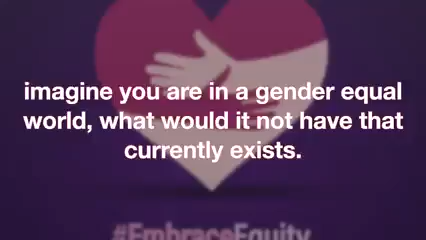 imagine you are in a gender equal
world, what would it not have that
currently exists.
#EmbraceEquity